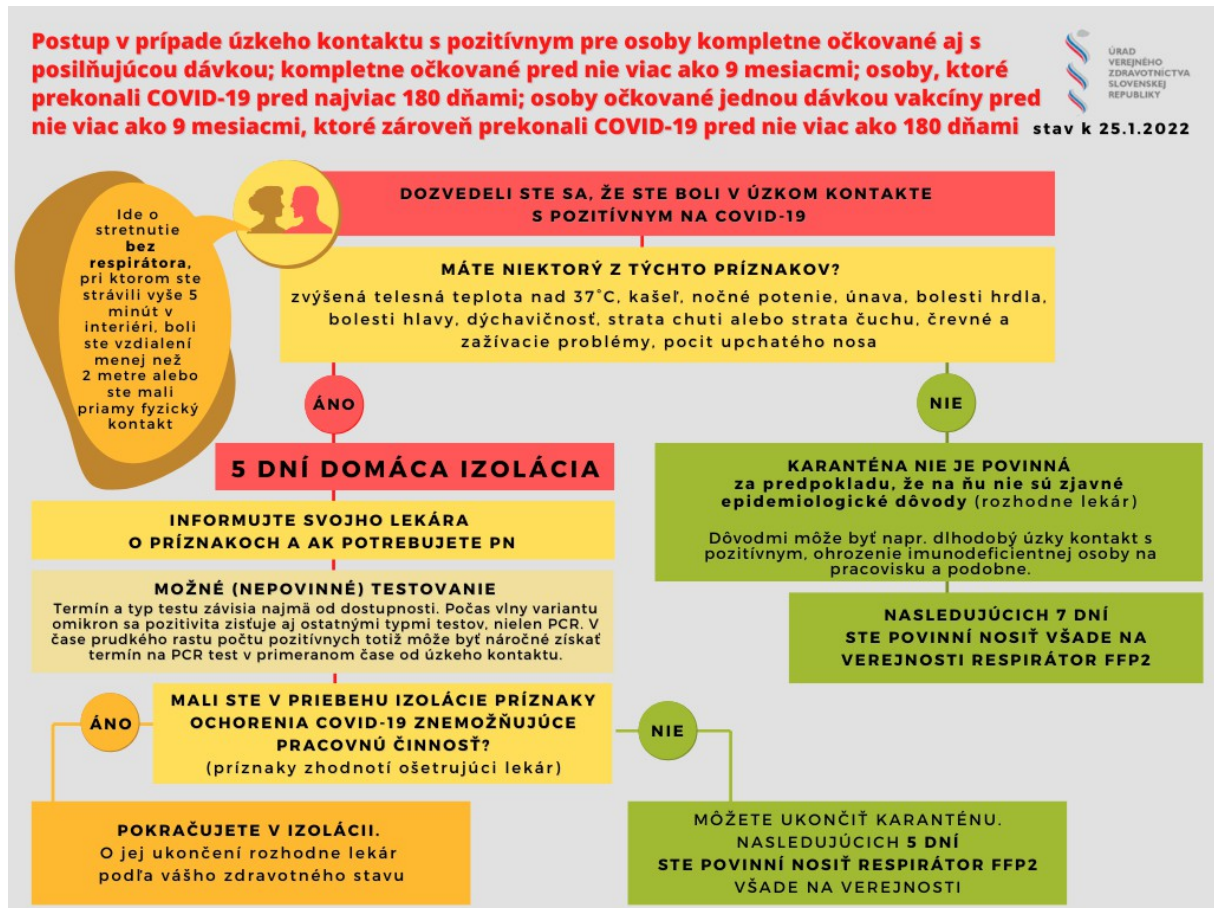 Postup v prípade úzkeho kontaktu s pozitívnym pre osoby kompletne očkované aj s
posilňujúcou dávkou; kompletne očkované pred nie viac ako 9 mesiacmi; osoby, ktoré
prekonali COVID-19 pred najviac 180 dňami; osoby očkované jednou dávkou vakcíny pred
nie viac ako 9 mesiacmi, ktoré zároveň prekonali COVID-19 pred nie viac ako 180 dňami
ÚRAD
VEREJNÉHO
ZDRAVOTNÍCTVA
SLOVENSKEJ
REPUBLIKY
stav k 25.1.2022
Ide o
stretnutie
bez
respirátora,
pri ktorom ste
strávili vyše 5
minút v
interiéri, boli
ste vzdialení
menej než
2 metre alebo
ste mali
priamy fyzický
kontakt
DOZVEDELI STE SA, ŽE STE BOLI V ÚZKOM KONTAKTE
S POZITÍVNYM NA COVID-19
MÁTE NIEKTORÝ Z TÝCHTO PRÍZNAKOV?
zvýšená telesná teplota nad 37°C, kašeľ, nočné potenie, únava, bolesti hrdla,
bolesti hlavy, dýchavičnosť, strata chuti alebo strata čuchu, črevné a
zažívacie problémy, pocit upchatého nosa
ÁNO
NIE
5 DNÍ DOMÁCA IZOLÁCIA
INFORMUJTE SVOJHO LEKÁRA
O PRÍZNAKOCH A AK POTREBUJETE PN
MOŽNÉ (NEPOVINNÉ) TESTOVANIE
Termín a typ testu závisia najmä od dostupnosti. Počas vlny variantu
omikron sa pozitivita zisťuje aj ostatnými typmi testov, nielen PCR. V
čase prudkého rastu počtu pozitívnych totiž môže byť náročné získať
termín na PCR test v primeranom čase od úzkeho kontaktu.
KARANTÉNA NIE JE POVINNÁ
za predpokladu, že na ňu nie sú zjavné
epidemiologické dôvody (rozhodne lekár)
Dôvodmi môže byť napr. dlhodobý úzky kontakt s
pozitívnym, ohrozenie imunodeficientnej osoby na
pracovisku a podobne.
NASLEDUJÚCICH 7 DNÍ
STE POVINNÍ NOSIŤ VŠADE NA
VEREJNOSTI RESPIRÁTOR FFP2
MALI STE V PRIEBEHU IZOLÁCIE PRÍZNAKY
OCHORENIA COVID-19 ZNEMOŽŇUJÚCE
PRACOVNÚ ČINNOSŤ?
(príznaky zhodnotí ošetrujúci lekár)
ÁNO
NIE
POKRAČUJETE V IZOLÁCII.
O jej ukončení rozhodne lekár
podľa vášho zdravotného stavu
MÔŽETE UKONČIŤ KARANTÉNU.
NASLEDUJÚCICH 5 DNÍ
STE POVINNÍ NOSIŤ RESPIRÁTOR FFP2
VŠADE NA VEREJNOSTI